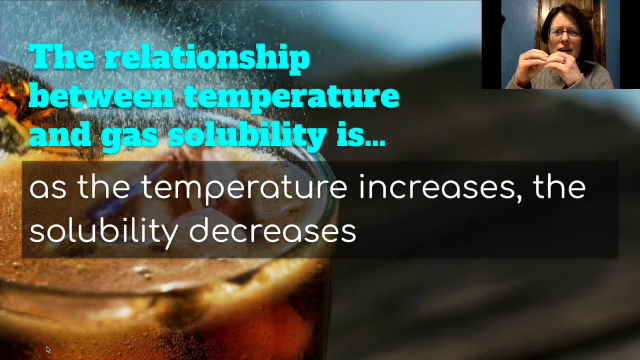 The relationship
between temperature
and gas solubility is...
as the temperature increases, the
solubility decreases